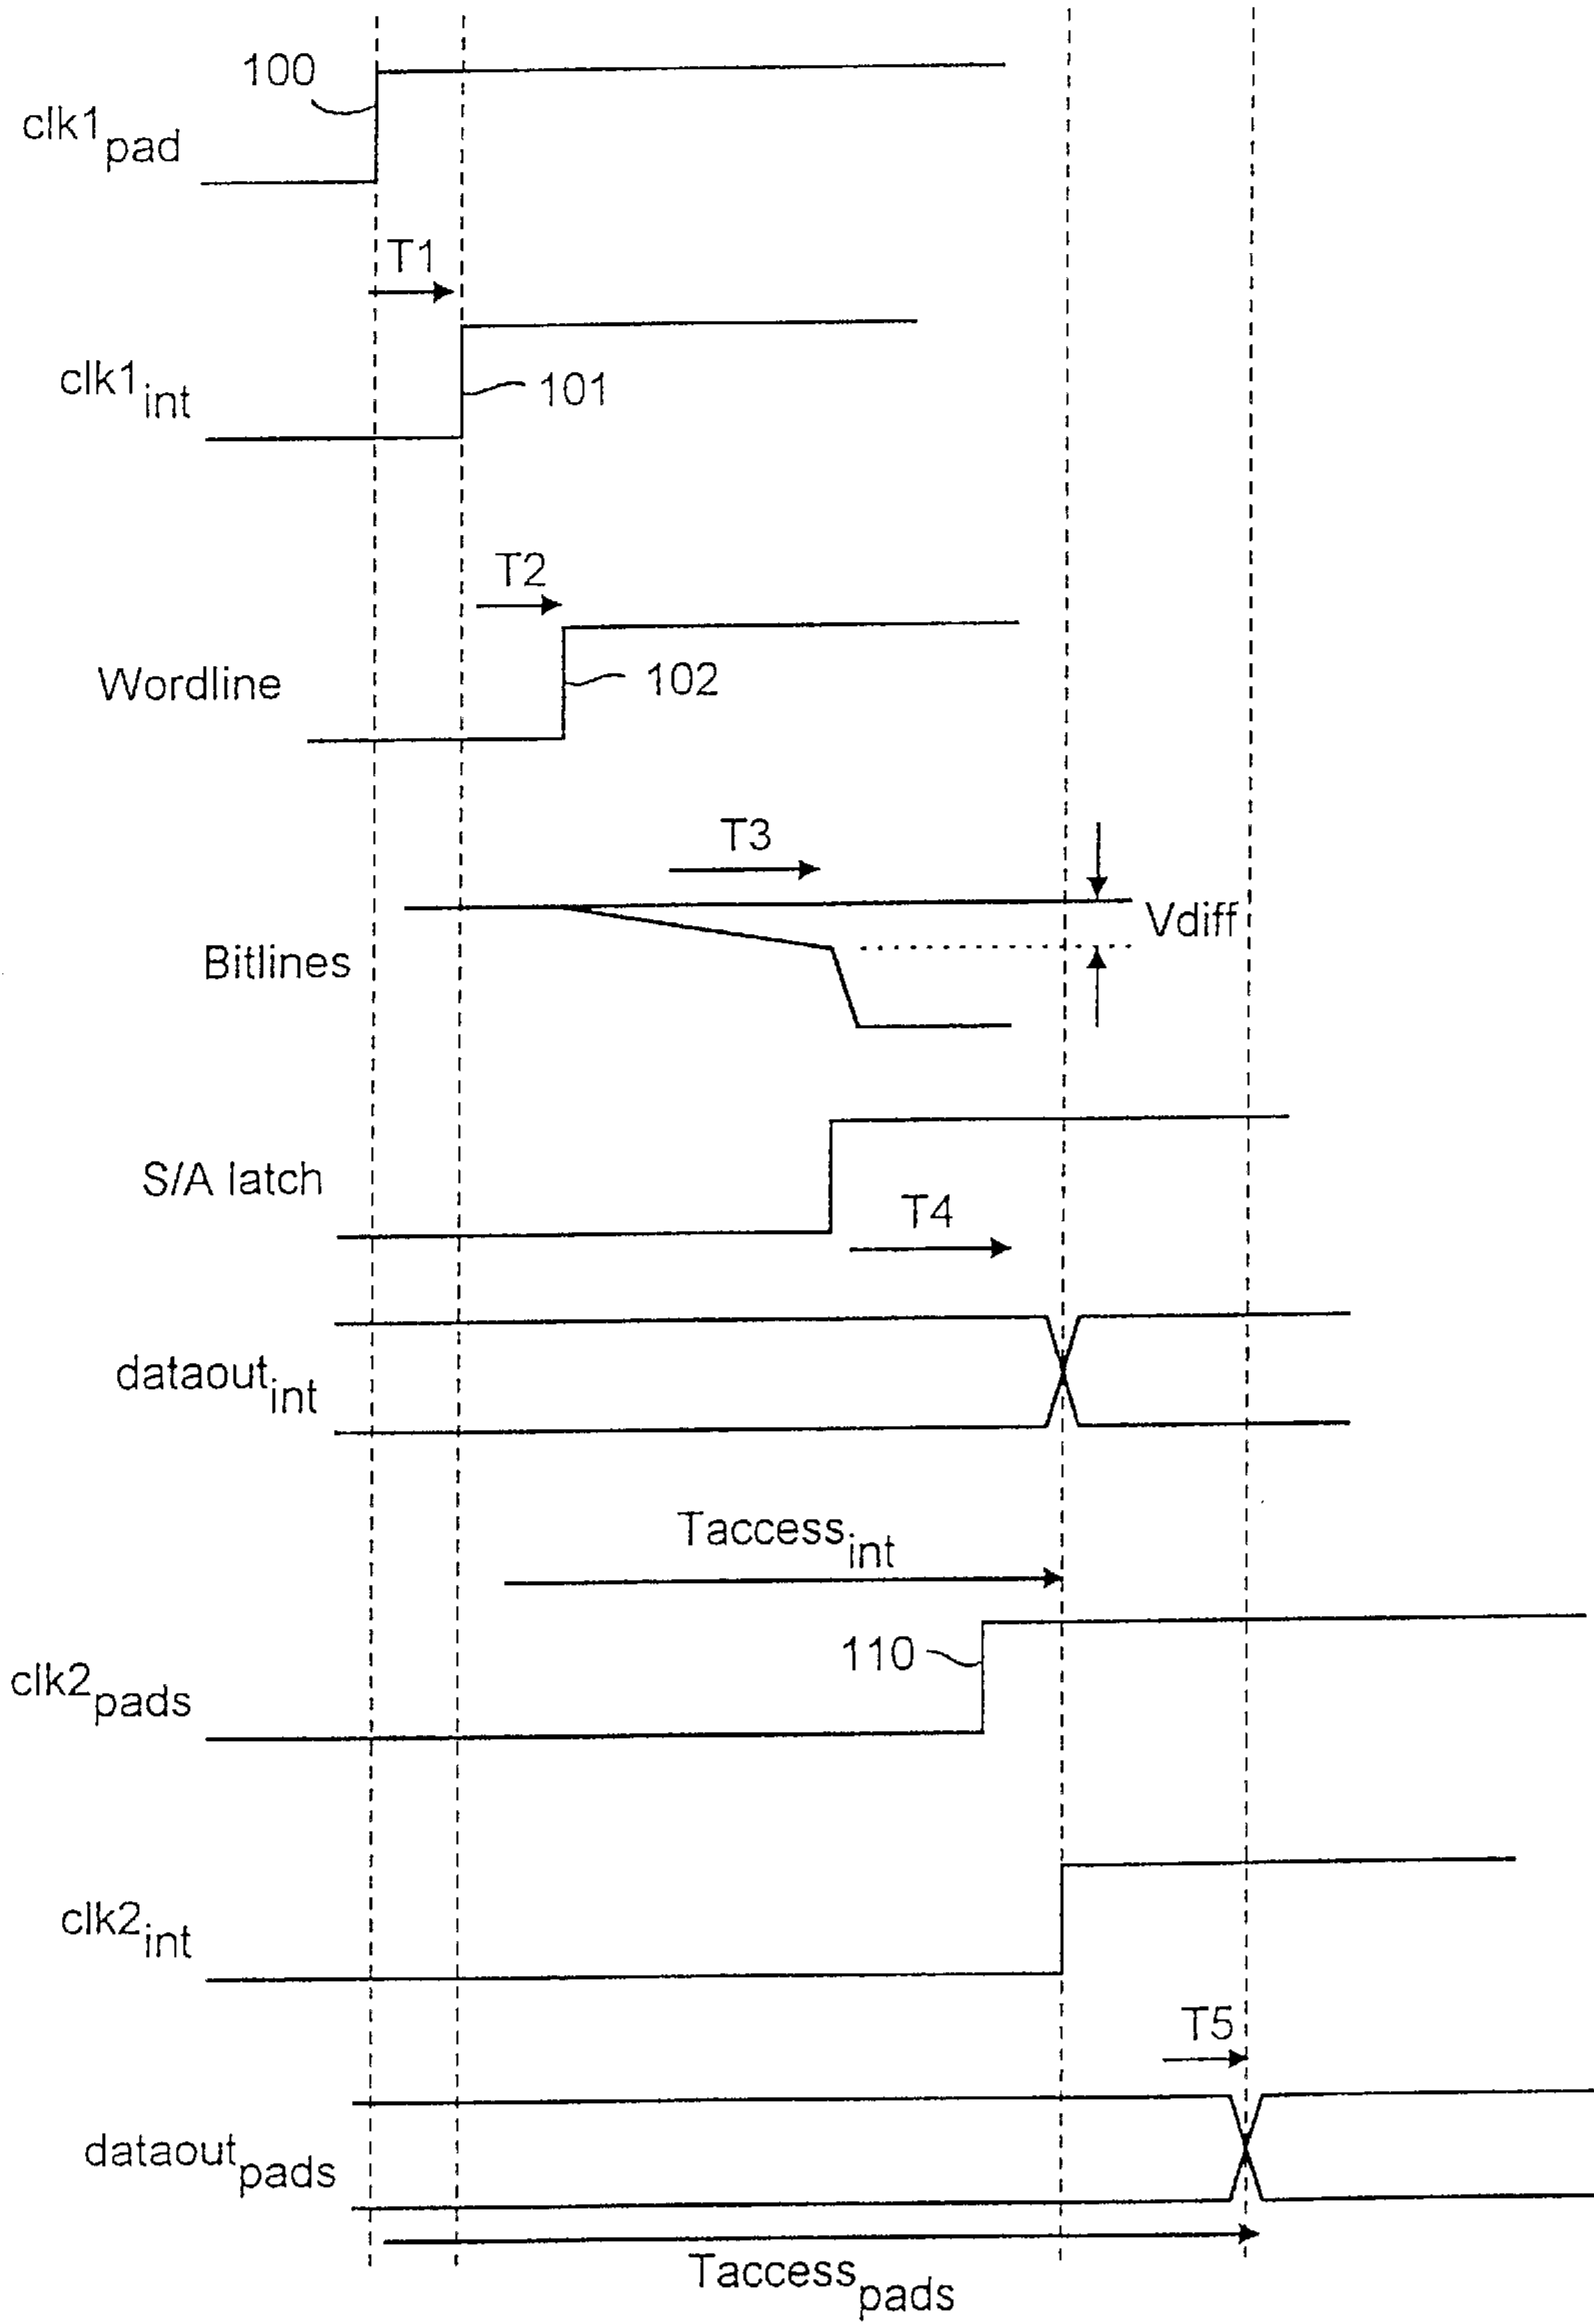 100
clk1pad
T1
clk1int
101
T2
Wordline
102
T3
Vdiff
Bitlines
S/A latch
T4
dataoutint
Taccessint
110
clk2pads
clk2int
T5
dataoutpads
Taccesspads